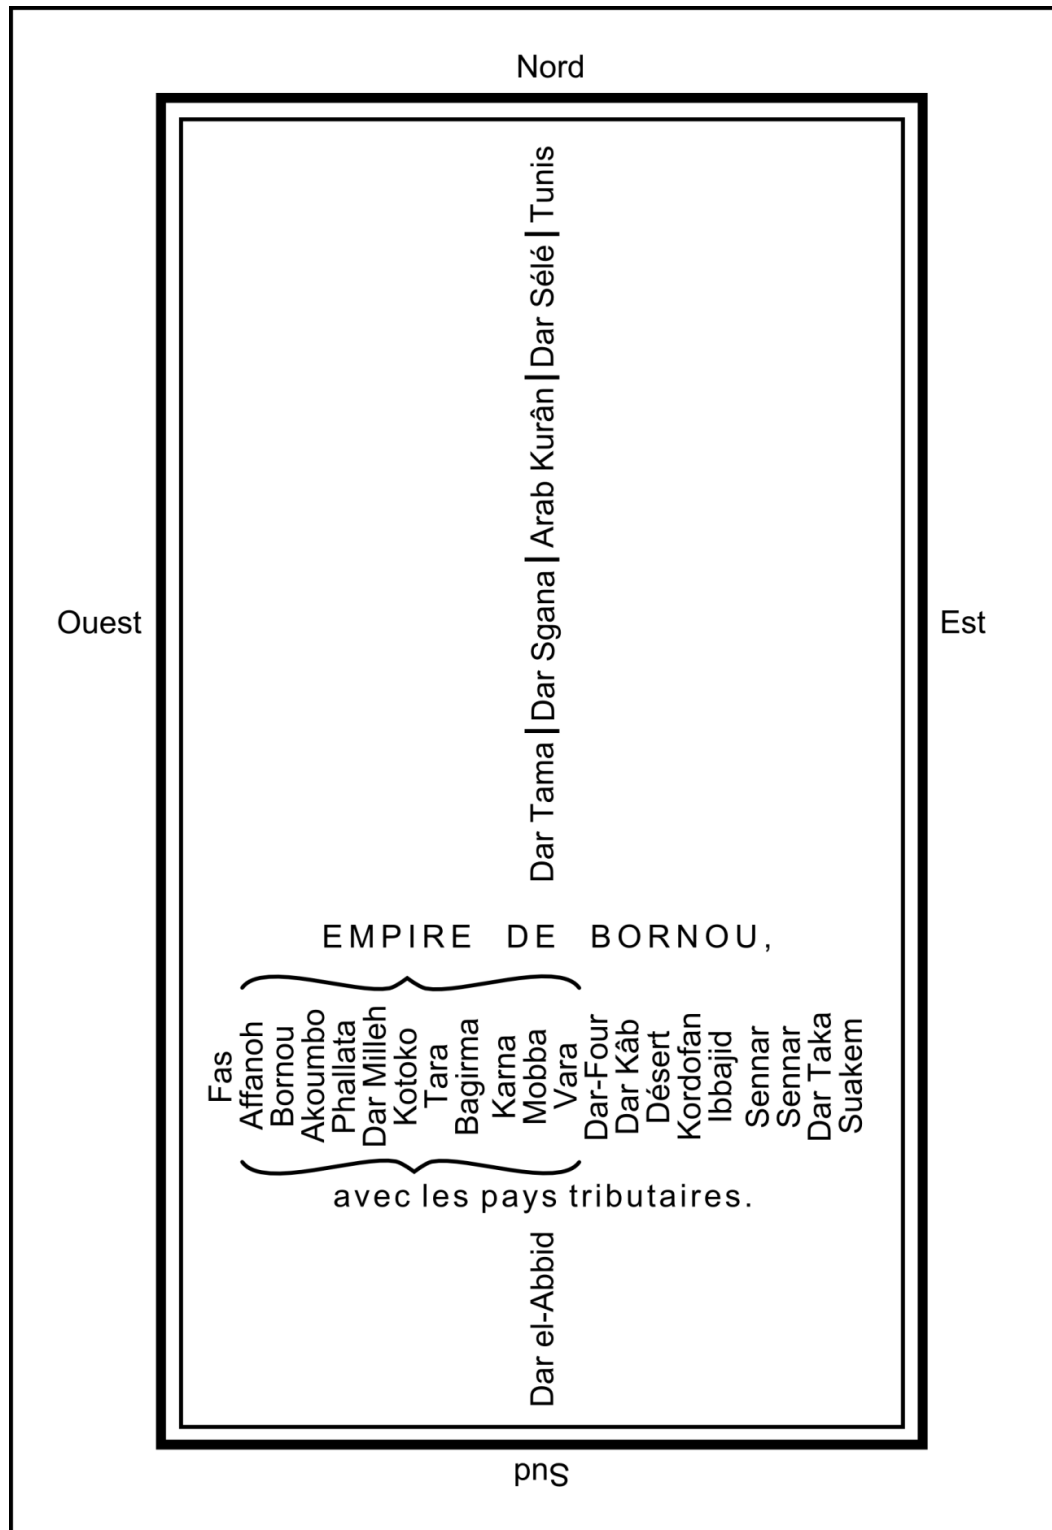 Nord
Ouest
Est
Tunis
Dar Sélé
Arab Kurân
Dar Sgana
Dar Tama
EMPIRE DE BORNOU,
Fas
Affanoh
Bornou
Akoumbo
Phallata
Dar Milleh
Kotoko
Tara
Bagirma
Karna
Mobba
Vara
Dar-Four
Dar Kâb
Désert
Kordofan
Ibbajid
Sennar
Sennar
Dar Taka
Suakem
avec les pays tributaires.
Dar el-Abbid
Sud